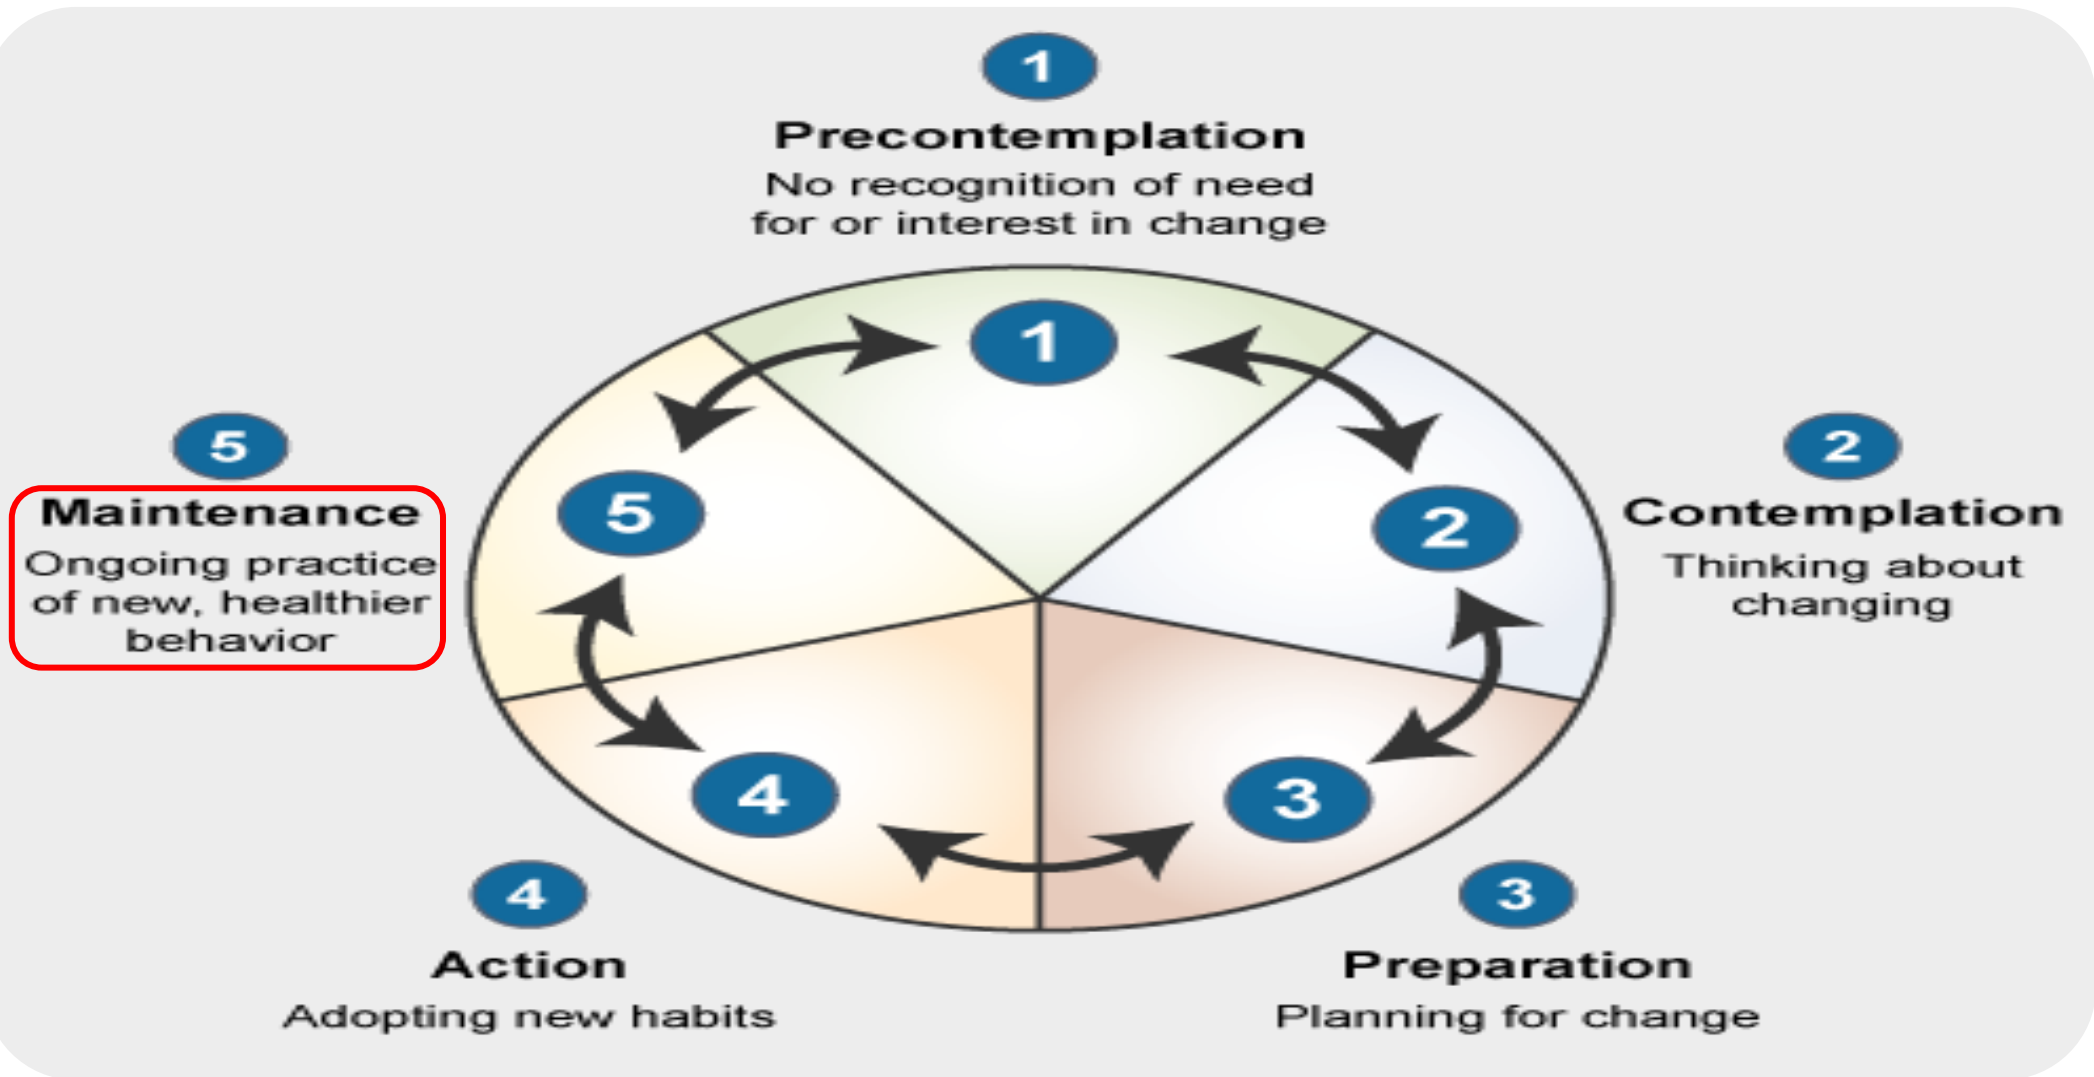 1
Precontemplation
No recognition of need
for or interest in change
1
5
Maintenance
Ongoing practice
of new, healthier
behavior
5
2
2
Contemplation
Thinking about
changing
4
3
4
Action
Adopting new habits
3
Preparation
Planning for change